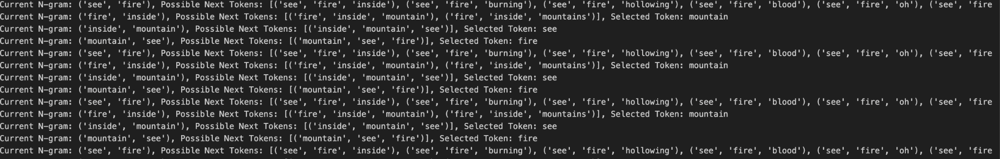 Current N-gram: ('see', 'fire'), Possible Next Tokens: [('see', 'fire', 'inside'), ('see', 'fire', 'burning'), ('see', 'fire', 'hollowing'), ('see', 'fire', 'blood'), ('see', 'fire', 'oh'), ('see', 'fire
Current N-gram: ('fire', 'inside'), Possible Next Tokens: [('fire', 'inside', 'mountain'), ('fire', 'inside', 'mountains')], Selected Token: mountain
Current N-gram: ('inside', 'mountain'), Possible Next Tokens: [('inside', 'mountain', 'see')], Selected Token: see
Current N-gram: ('mountain', 'see'), Possible Next Tokens: [('mountain', 'see', 'fire')], Selected Token: fire
Current N-gram: ('see', 'fire'), Possible Next Tokens: [('see', 'fire', 'inside'), ('see', 'fire', 'burning'), ('see', 'fire', 'hollowing'), ('see', 'fire', 'blood'), ('see', 'fire', 'oh'), ('see', 'fire
Current N-gram: ('fire', 'inside'), Possible Next Tokens: [('fire', 'inside', 'mountain'), ('fire', 'inside', 'mountains')], Selected Token: mountain
Current N-gram: ('inside', 'mountain'), Possible Next Tokens: [('inside', 'mountain', 'see')], Selected Token: see
Current N-gram: ('mountain', 'see'), Possible Next Tokens: [('mountain', 'see', 'fire')], Selected Token: fire
Current N-gram: ('see', 'fire'), Possible Next Tokens: [('see', 'fire', 'inside'), ('see', 'fire', 'burning'), ('see', 'fire', 'hollowing'), ('see', 'fire', 'blood'), ('see', 'fire', 'oh'), ('see', 'fire
Current N-gram: ('fire', 'inside'), Possible Next Tokens: [('fire', 'inside', 'mountain'), ('fire', 'inside', 'mountains')], Selected Token: mountain
Current N-gram: ('inside', 'mountain'), Possible Next Tokens: [('inside', 'mountain', 'see')], Selected Token: see
Current N-gram: ('mountain', 'see'), Possible Next Tokens: [('mountain', 'see', 'fire')], Selected Token: fire
Current N-gram: ('see', 'fire'), Possible Next Tokens: [('see', 'fire', 'inside'), ('see', 'fire', 'burning'), ('see', 'fire', 'hollowing'), ('see', 'fire', 'blood'), ('see', 'fire', 'oh'), ('see', 'fire